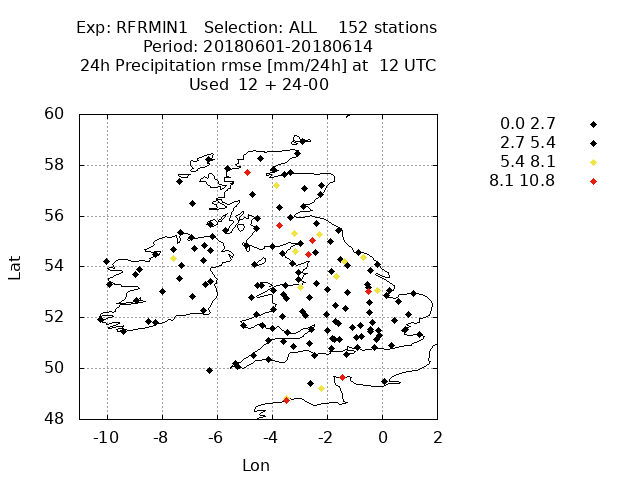 Exp: RFRMIN1 Selection: ALL 152 stations
Period: 20180601-20180614
24h Precipitation rmse [mm/24h] at 12 UTC
Used 12 + 24-00
0.0 2.7
2.7 5.4
5.4 8.1
8.1 10.8
60
58
56
54
52
50
48
Lat
-10 -8 -6 -4 -2 0 2
Lon